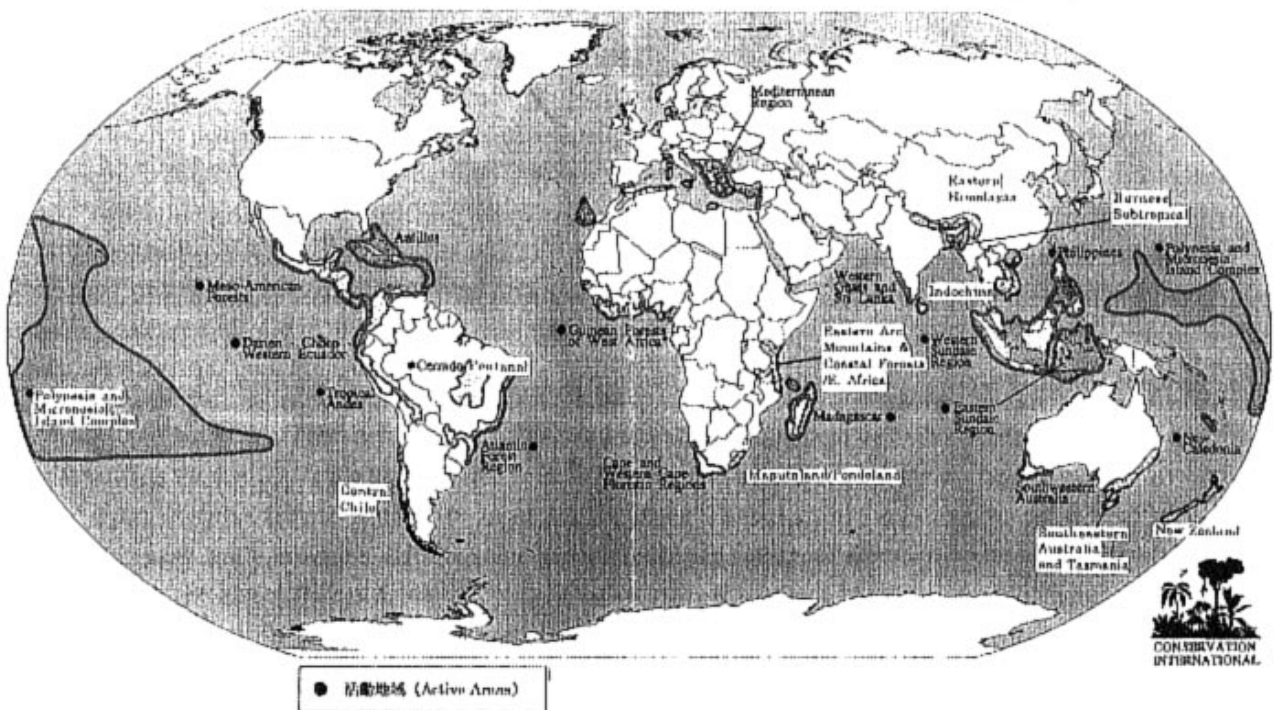 Mediterranean
Region
Eastern
Himalayas
Burmese
Subtropical
Antilles
Philippines
Polynesia and
Micronesia
Island Complex
Meso-American
Forests
Western
Ghats and
Sri Lanka
Indochina
Guinean Forests
of West Africa
Darien Choco
Western Ecuador
Eastern Arc
Mountains &
Coastal Forests
/E. Africa
Western
Sundaic
Region
Cerrado/Pantanal
Polynesia and
Micronesia
Island Complex
Tropical
Andes
Madagascar
Eastern
Sundaic
Region
Atlantic
Forest
Region
New
Caledonia
Cape and
Western Cape
Floristic Regions
Maputaland/Pondoland
Central
Chile
Southwestern
Australia
Southeastern
Australia
and Tasmania
New Zealand
CONSERVATION
INTERNATIONAL
活動地域 (Active Areas)